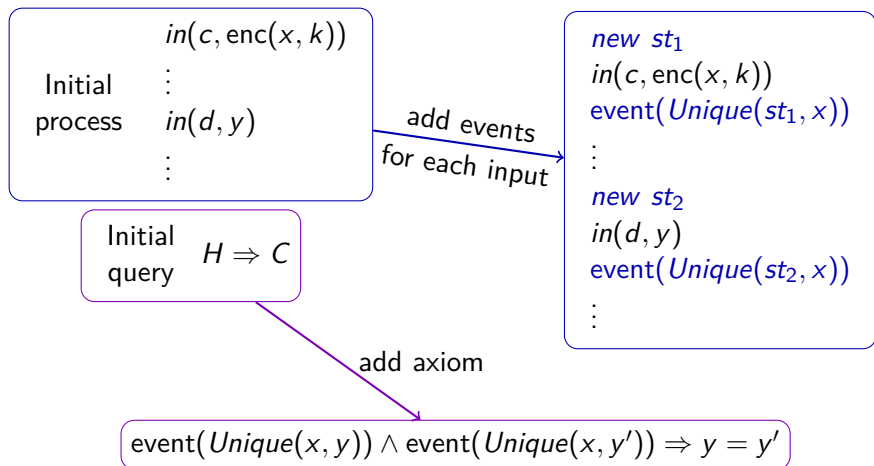 in(c, enc(x, k))
⋮
Initial
process
in(d, y)
⋮
add events
for each input
new st₁
in(c, enc(x, k))
event(Unique(st₁, x))
⋮
new st₂
in(d, y)
event(Unique(st₂, x))
⋮
Initial
query
H ⇒ C
add axiom
event(Unique(x, y)) ∧ event(Unique(x, y′)) ⇒ y = y′